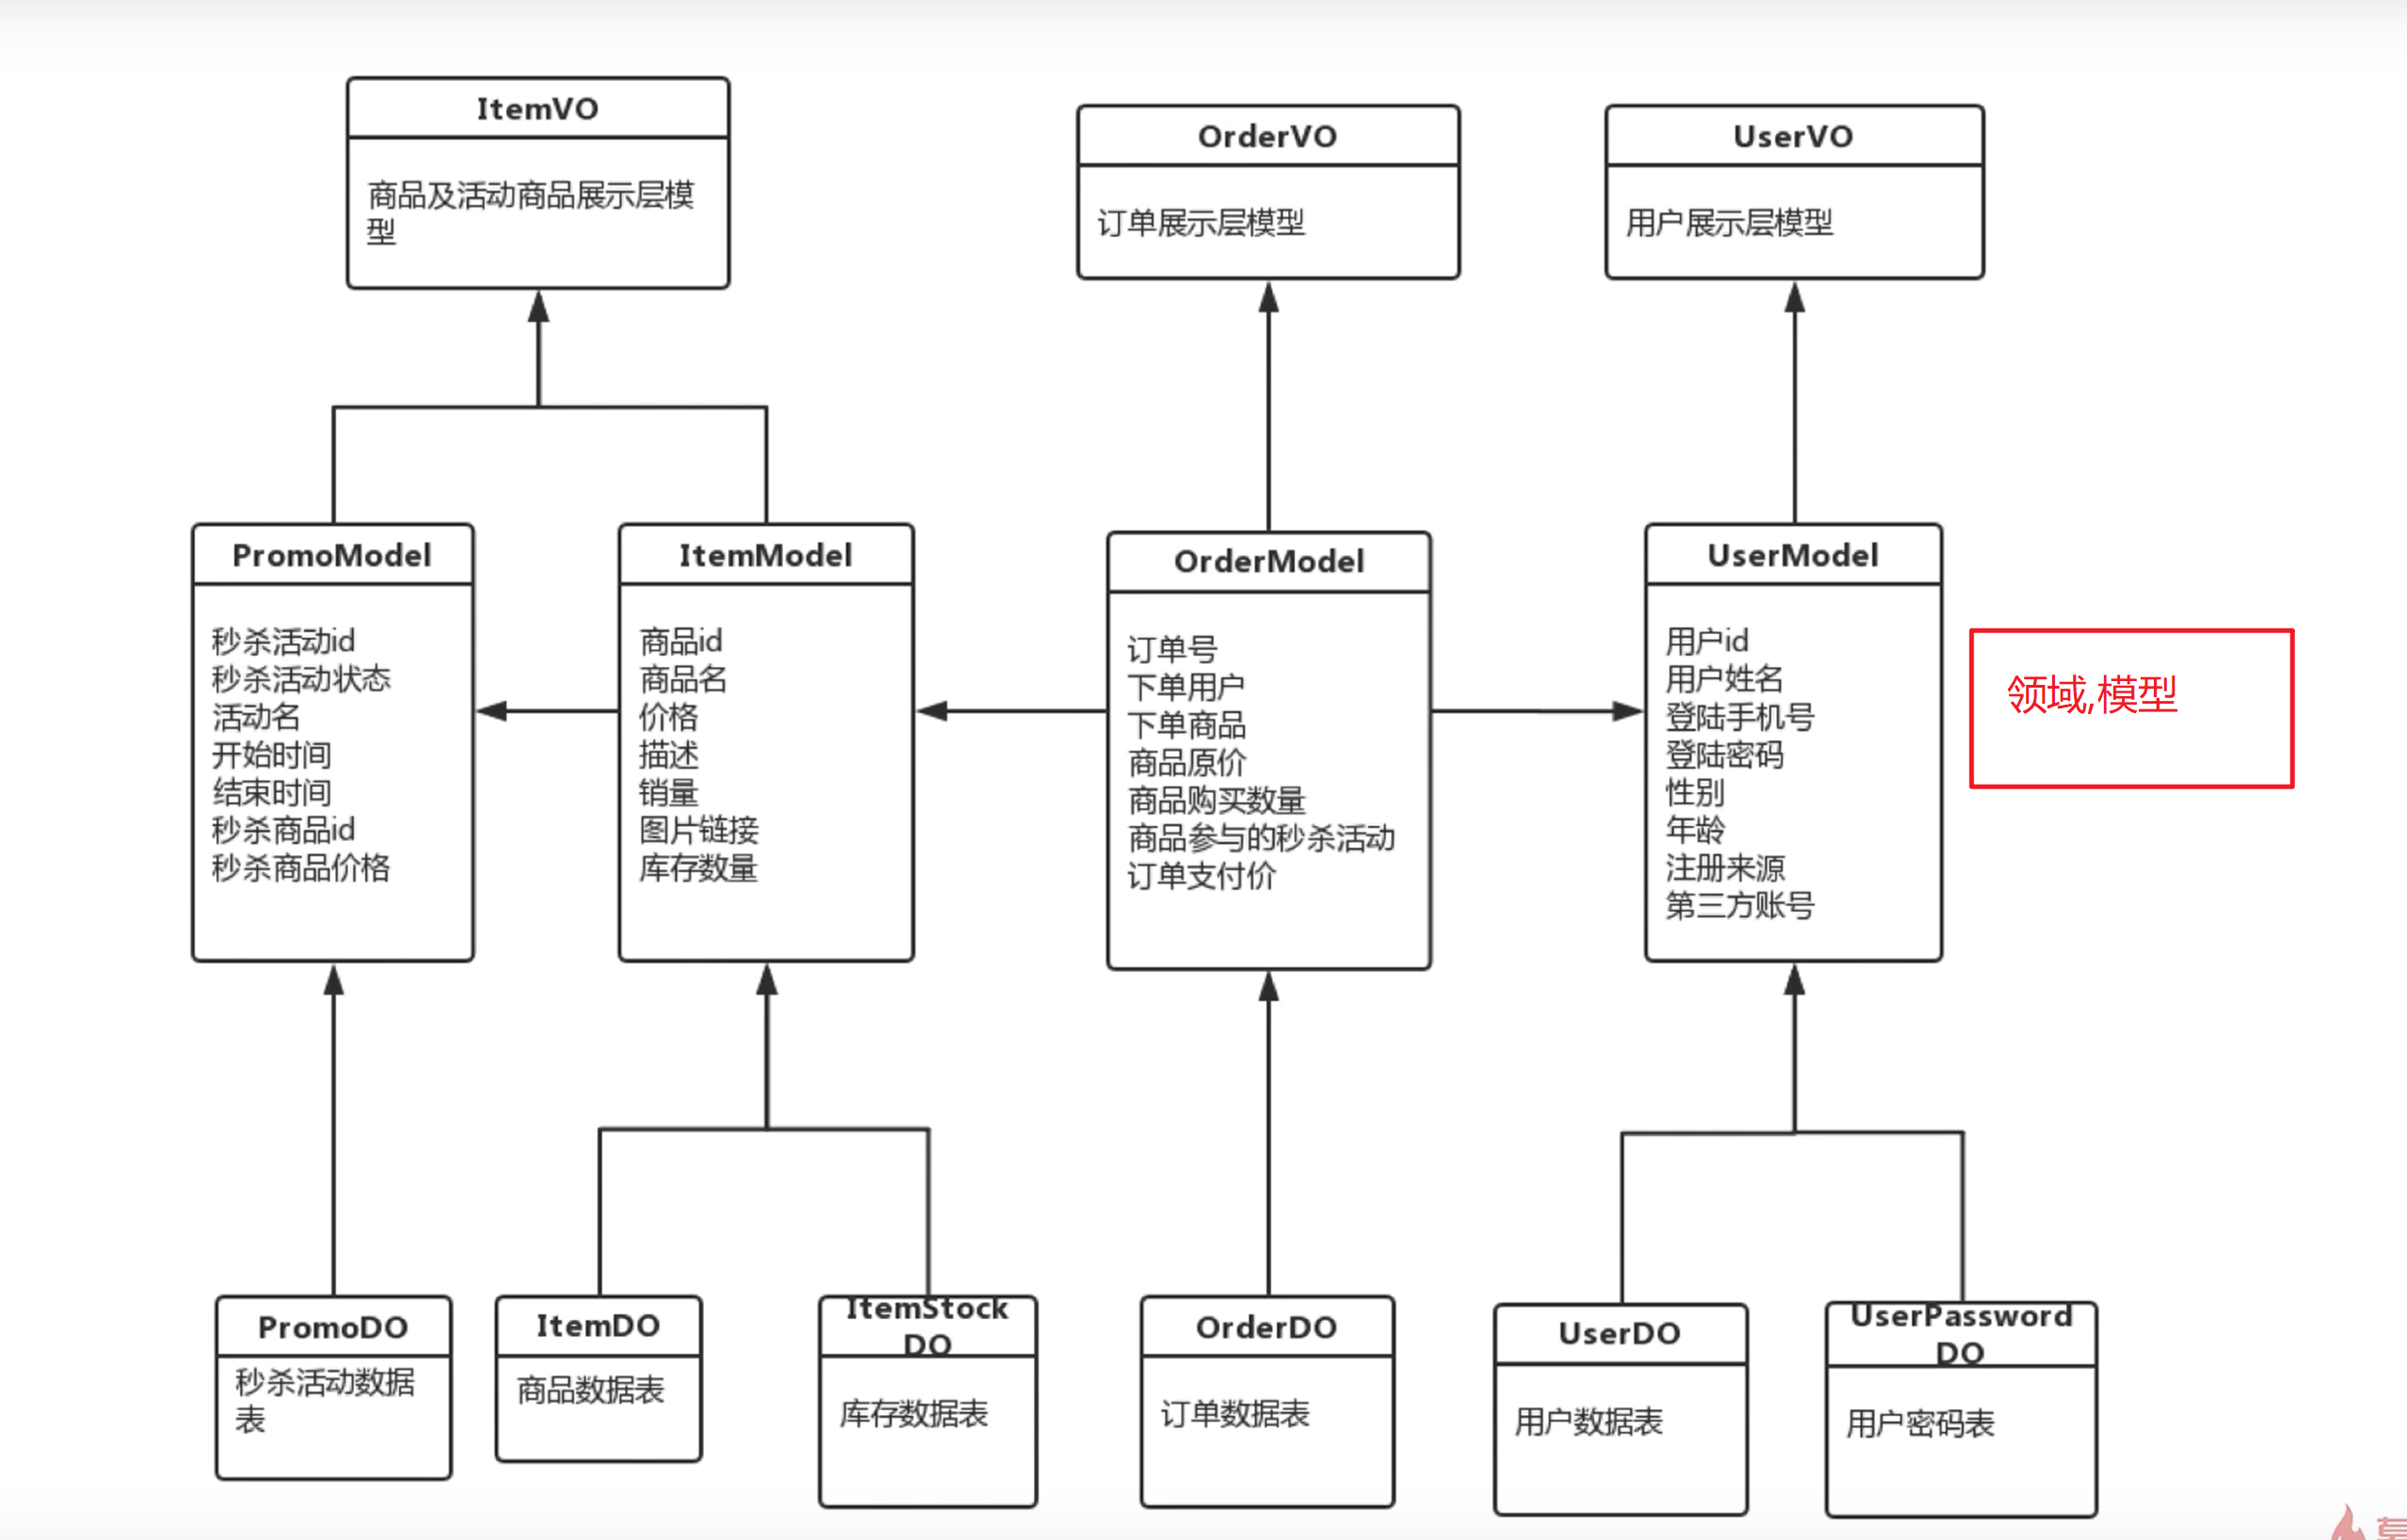 ItemVO
商品及活动商品展示层模
型
OrderVO
订单展示层模型
UserVO
用户展示层模型
PromoModel
秒杀活动id
秒杀活动状态
活动名
开始时间
结束时间
秒杀商品id
秒杀商品价格
ItemModel
商品id
商品名
价格
描述
销量
图片链接
库存数量
OrderModel
订单号
下单用户
下单商品
商品原价
商品购买数量
商品参与的秒杀活动
订单支付价
UserModel
用户id
用户姓名
登陆手机号
登陆密码
性别
年龄
注册来源
第三方账号
领域,模型
PromoDO
秒杀活动数据
表
ItemDO
商品数据表
ItemStock
DO
库存数据表
OrderDO
订单数据表
UserDO
用户数据表
UserPassword
DO
用户密码表